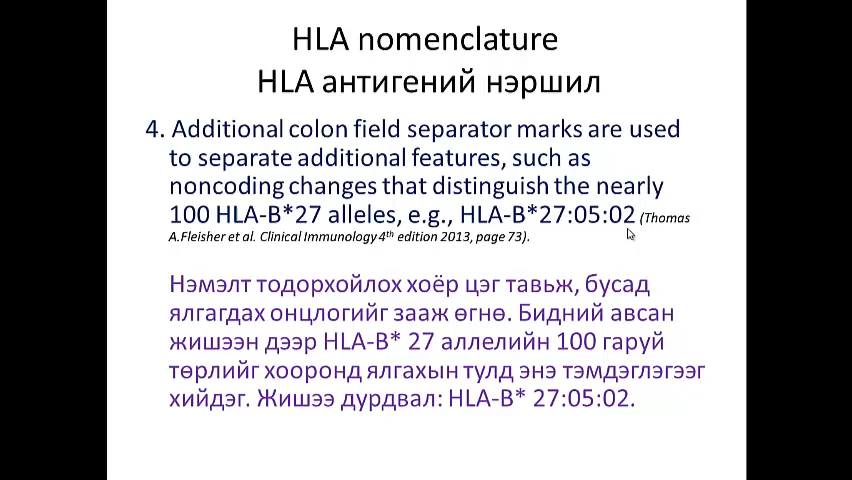 HLA nomenclature
HLA антигений нэршил
4. Additional colon field separator marks are used
to separate additional features, such as
noncoding changes that distinguish the nearly
100 HLA-B*27 alleles, e.g., HLA-B*27:05:02 (Thomas
A.Fleisher et al. Clinical Immunology 4th edition 2013, page 73).
Нэмэлт тодорхойлох хоёр цэг тавьж, бусад
ялгагдах онцлогийг зааж өгнө. Бидний авсан
жишээн дээр HLA-B* 27 аллелийн 100 гаруй
төрлийг хооронд ялгахын тулд энэ тэмдэглэгээг
хийдэг. Жишээ дурдвал: HLA-B* 27:05:02.